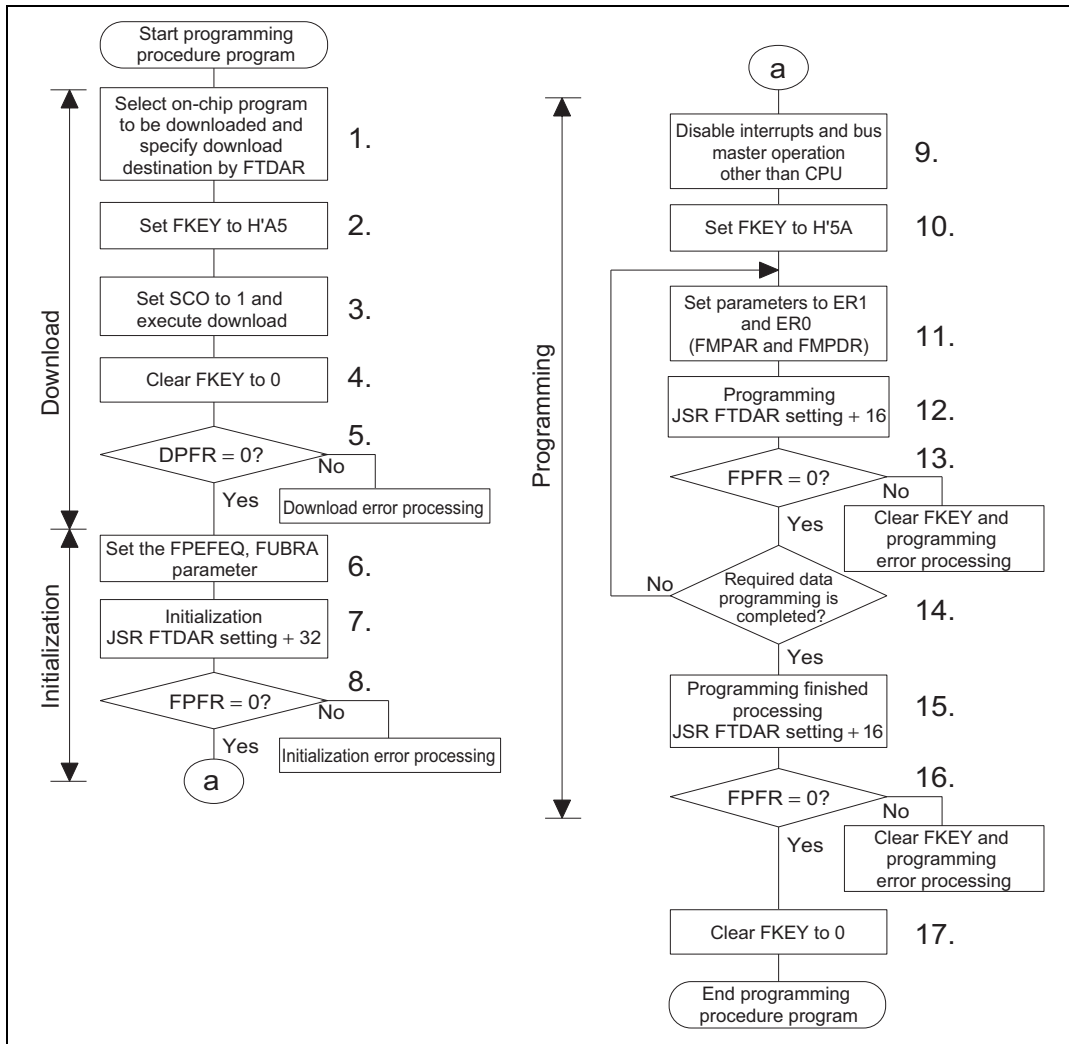 Start programming
procedure program
Download
Select on-chip program
to be downloaded and
specify download
destination by FTDAR
1.
Set FKEY to H'A5
2.
Set SCO to 1 and
execute download
3.
Clear FKEY to 0
4.
DPFR = 0?
5.
No
Download error processing
Yes
Initialization
Set the FPEFEQ, FUBRA
parameter
6.
Initialization
JSR FTDAR setting + 32
7.
FPFR = 0?
8.
No
Initialization error processing
Yes
a
a
Programming
Disable interrupts and bus
master operation
other than CPU
9.
Set FKEY to H'5A
10.
Set parameters to ER1
and ER0
(FMPAR and FMPDR)
11.
Programming
JSR FTDAR setting + 16
12.
FPFR = 0?
13.
No
Clear FKEY and
programming
error processing
Yes
Required data
programming is
completed?
14.
No
Yes
Programming finished
processing
JSR FTDAR setting + 16
15.
FPFR = 0?
16.
No
Clear FKEY and
programming
error processing
Yes
Clear FKEY to 0
17.
End programming
procedure program